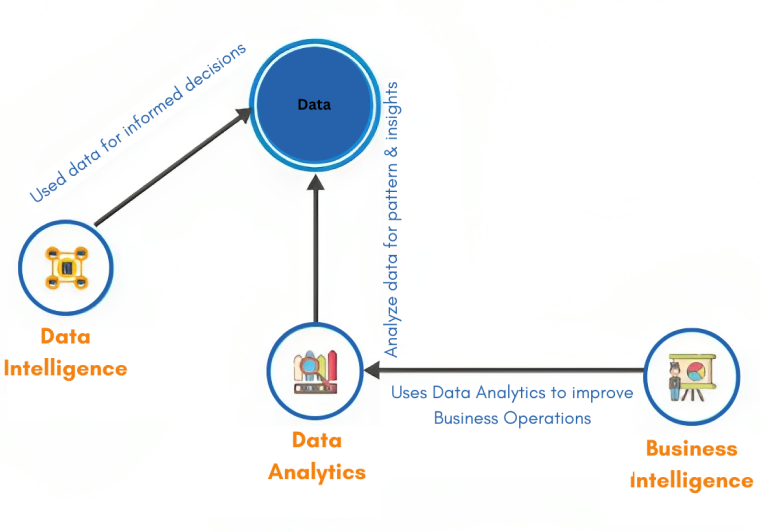 Used data for informed decisions
Data
Analyze data for pattern & insights
Data
Intelligence
Uses Data Analytics to improve
Business Operations
Data
Analytics
Business
Intelligence